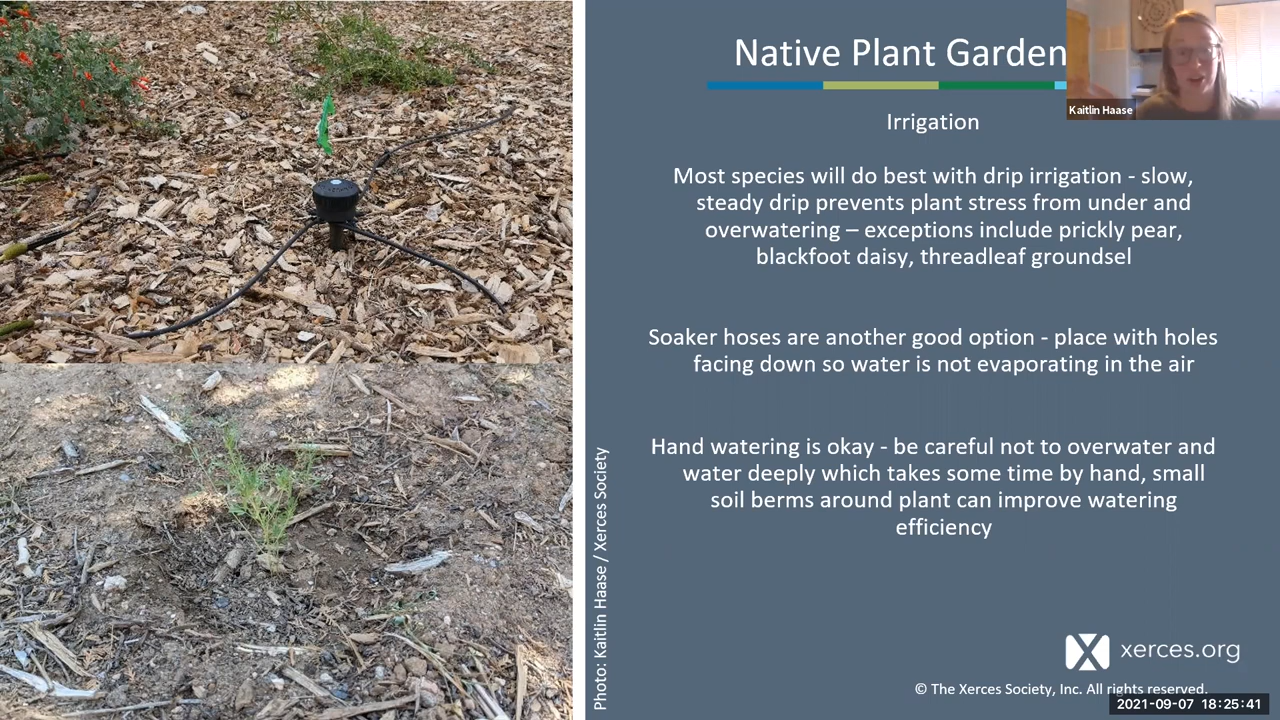 Native Plant Garden
Kaitlin Haase
Irrigation
Most species will do best with drip irrigation - slow,
steady drip prevents plant stress from under and
overwatering – exceptions include prickly pear,
blackfoot daisy, threadleaf groundsel
Soaker hoses are another good option - place with holes
facing down so water is not evaporating in the air
Hand watering is okay - be careful not to overwater and
water deeply which takes some time by hand, small
soil berms around plant can improve watering
efficiency
Photo: Kaitlin Haase / Xerces Society
xerces.org
© The Xerces Society, Inc. All rights reserved.
2021-09-07 18:25:41